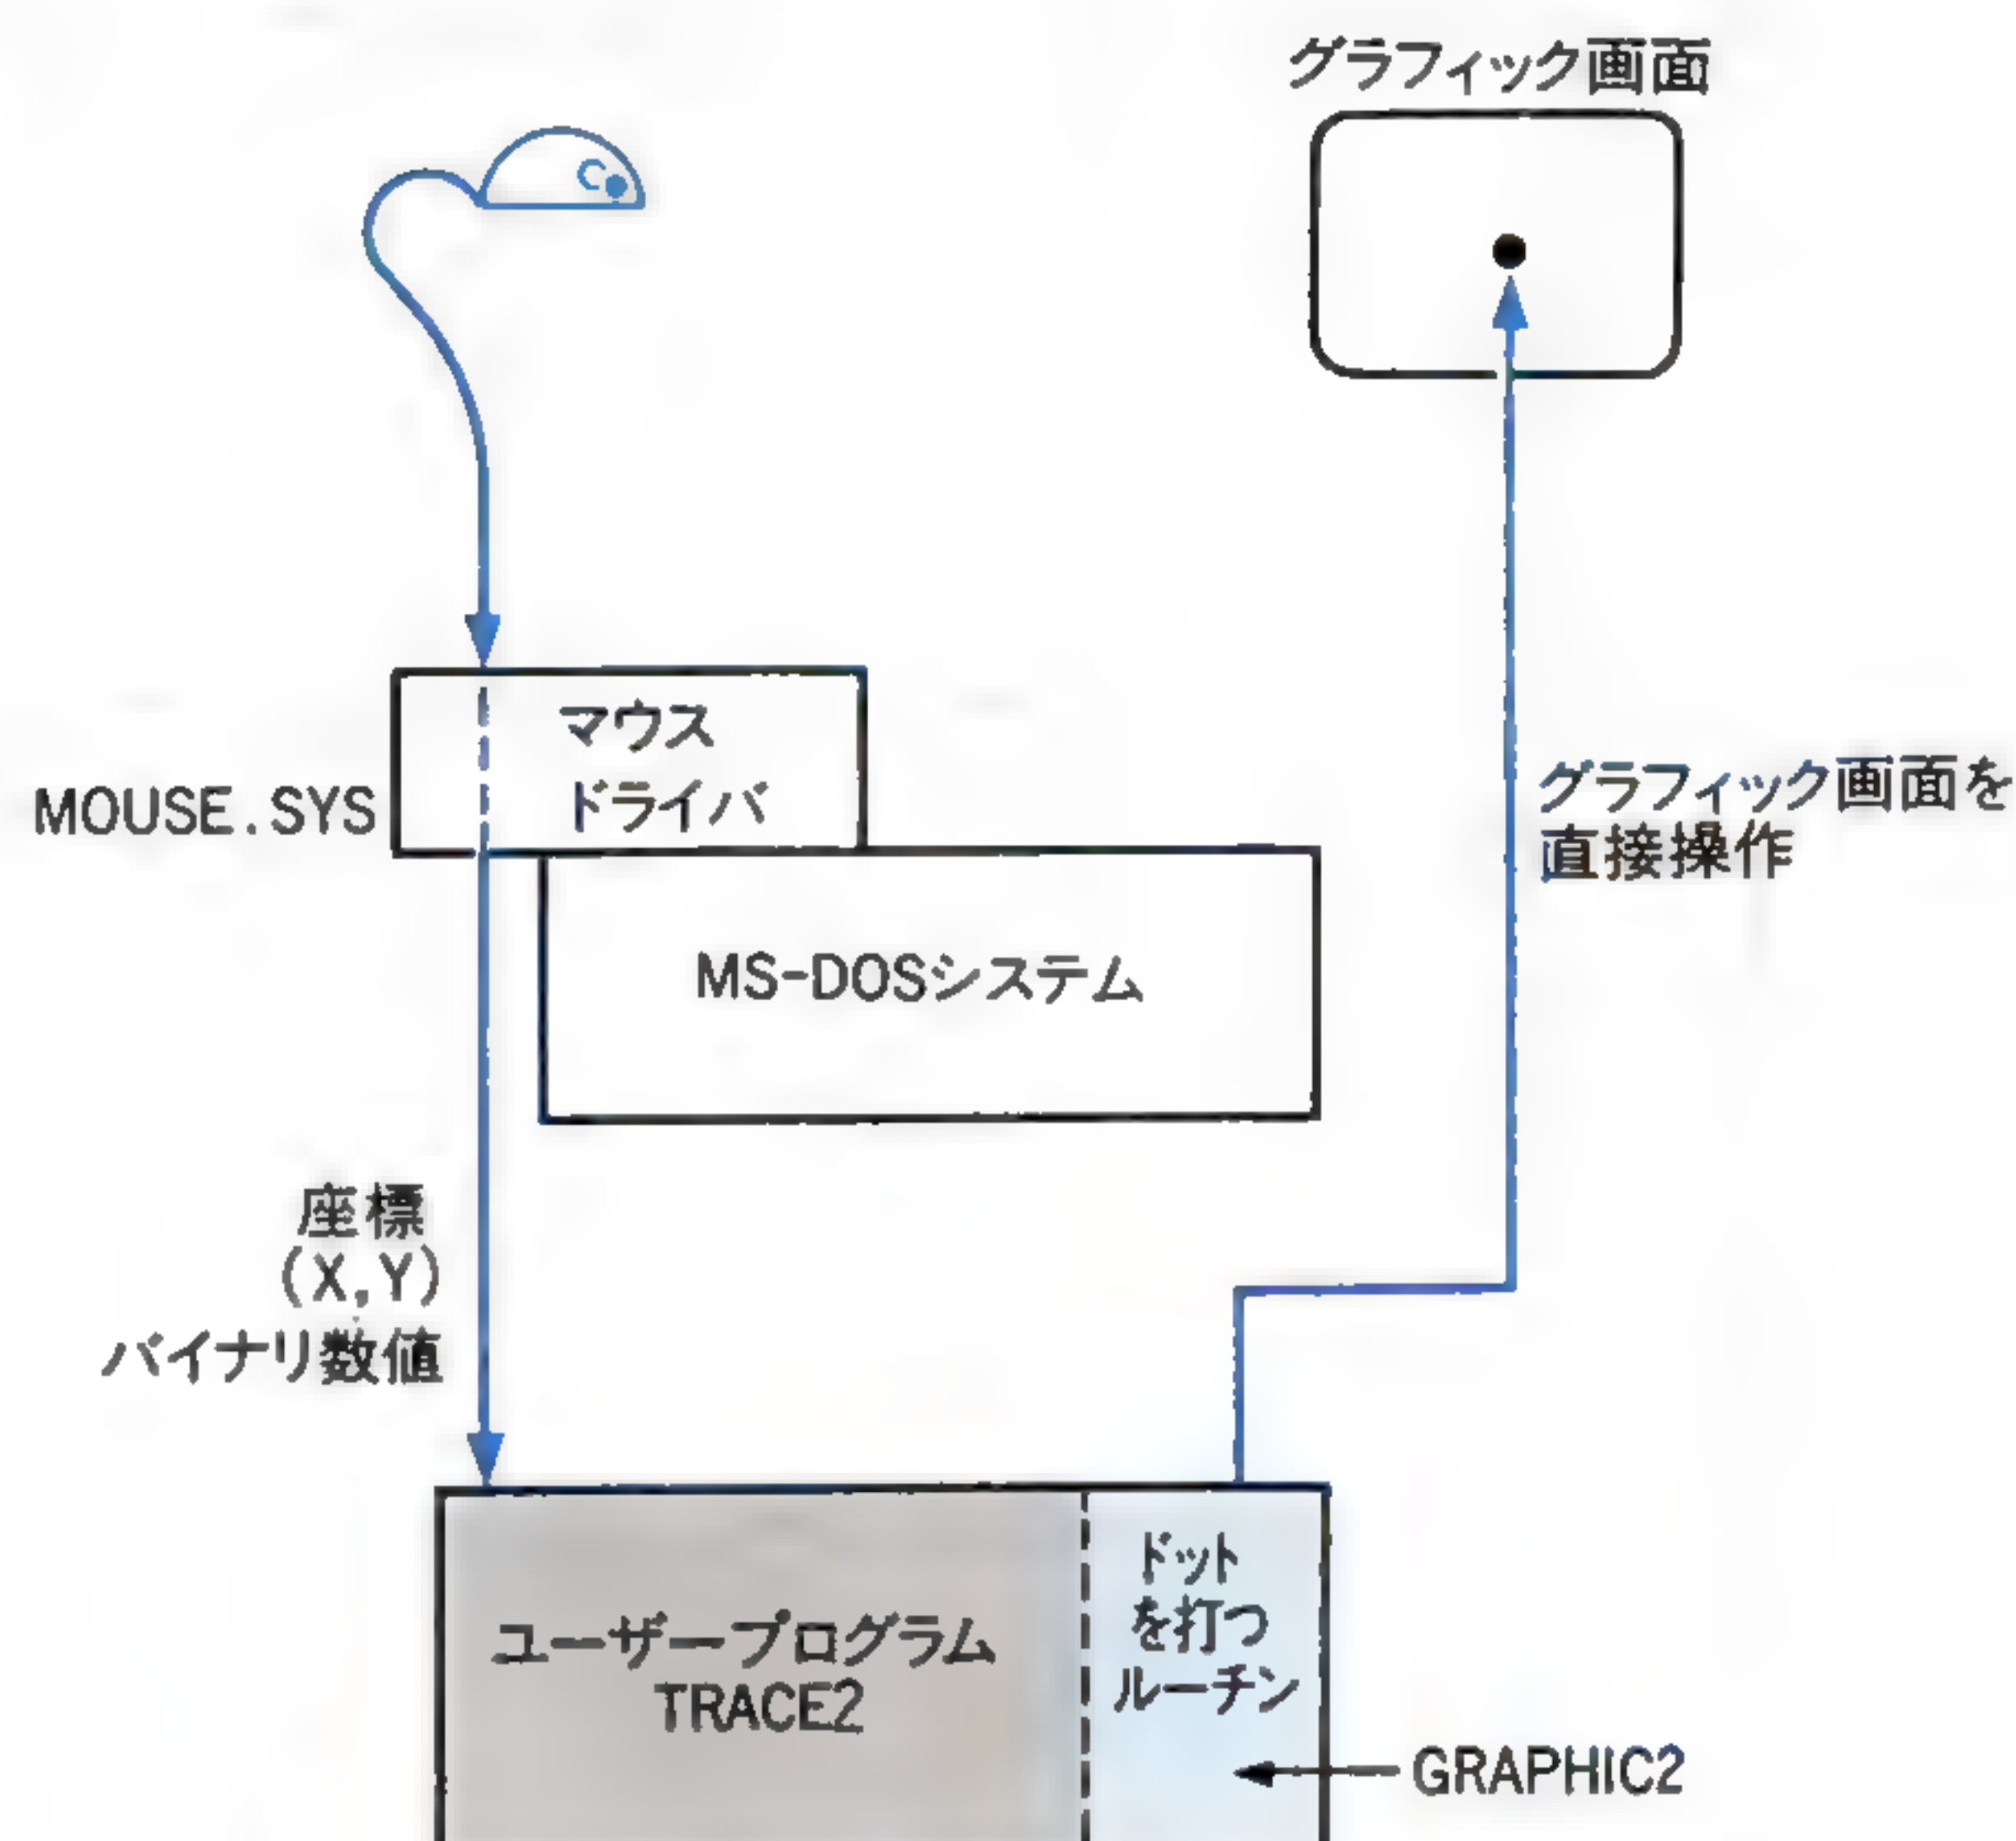 グラフィック画面
マウス
ドライバ
MOUSE.SYS
グラフィック画面を
直接操作
MS-DOSシステム
座標
(X,Y)
バイナリ数値
ユーザープログラム
TRACE2
ドット
を打つ
ルーチン
GRAPHIC2